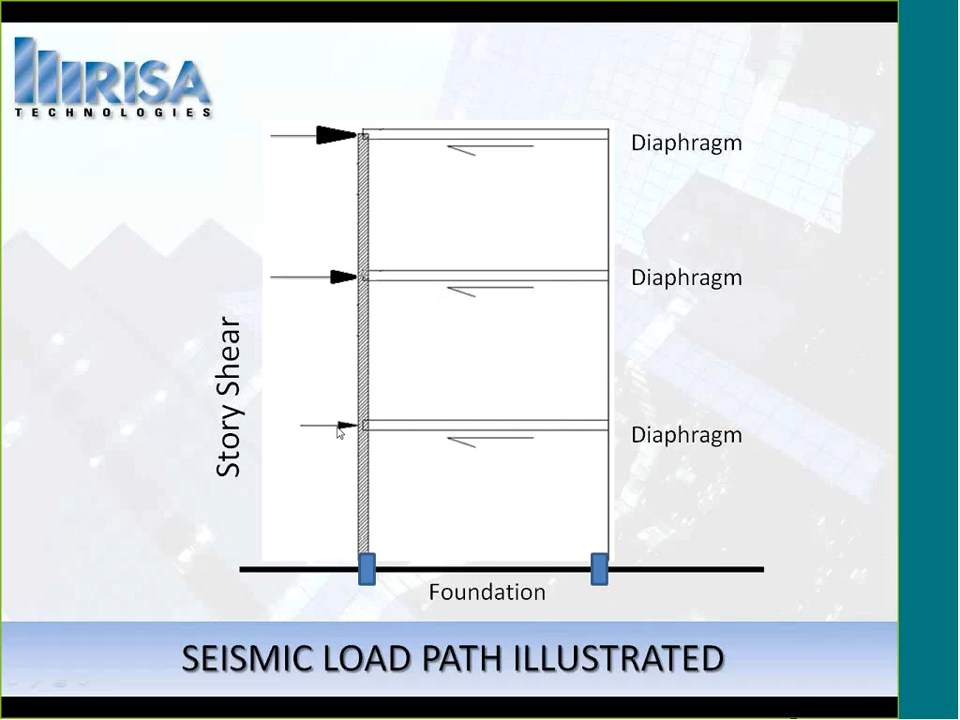 RISA
TECHNOLOGIES
Diaphragm
Diaphragm
Story Shear
Diaphragm
Foundation
SEISMIC LOAD PATH ILLUSTRATED